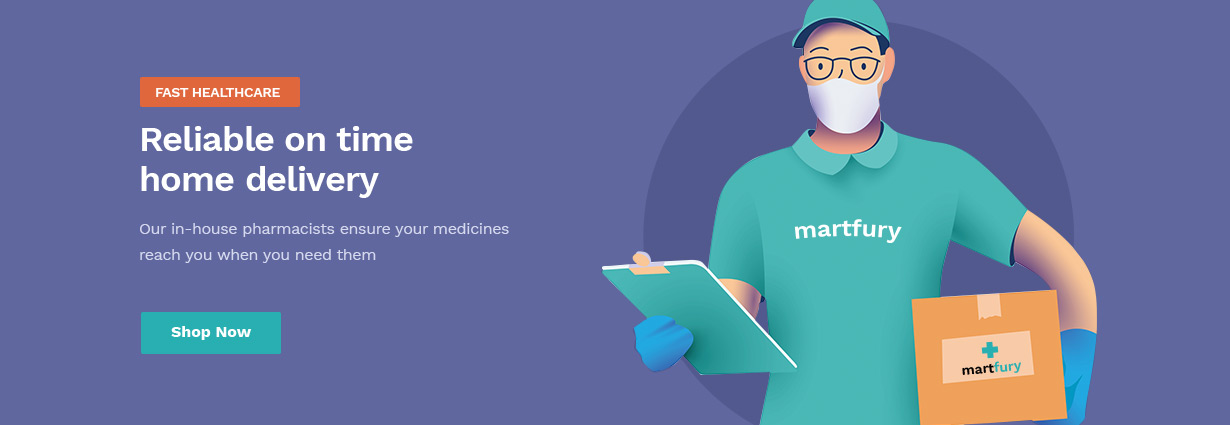 FAST HEALTHCARE
Reliable on time
home delivery
Our in-house pharmacists ensure your medicines
reach you when you need them
Shop Now
martfury
martfury